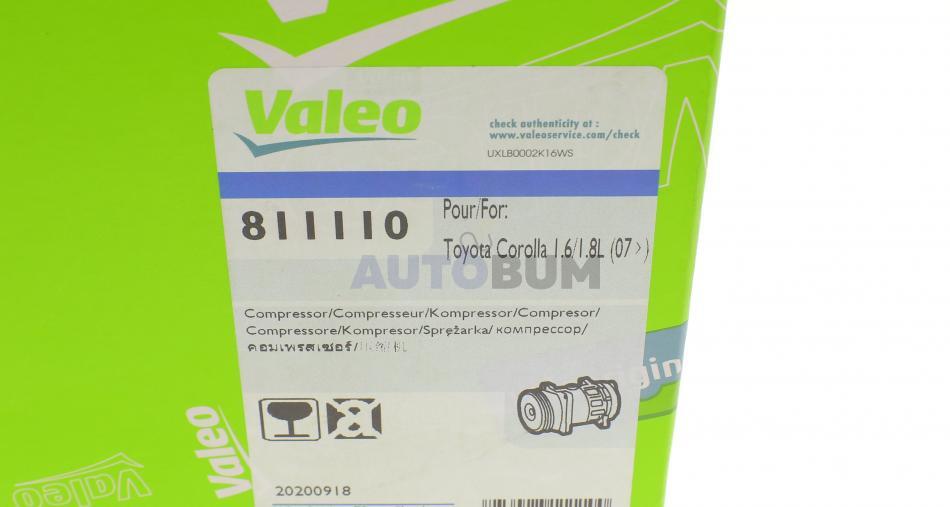 Valeo
check authenticity at :
www.valeoservice.com/check
UXLB0002K16WS
811110
Pour/For:
Toyota Corolla 1.6/1.8L (07 >)
AUTOBUM
Compressor/Compresseur/Kompressor/Compresor/
Compressore/Kompresor/Sprężarka/ компрессор/
คอมเพรสเซอร์/
Valeo
Valeo
20200918